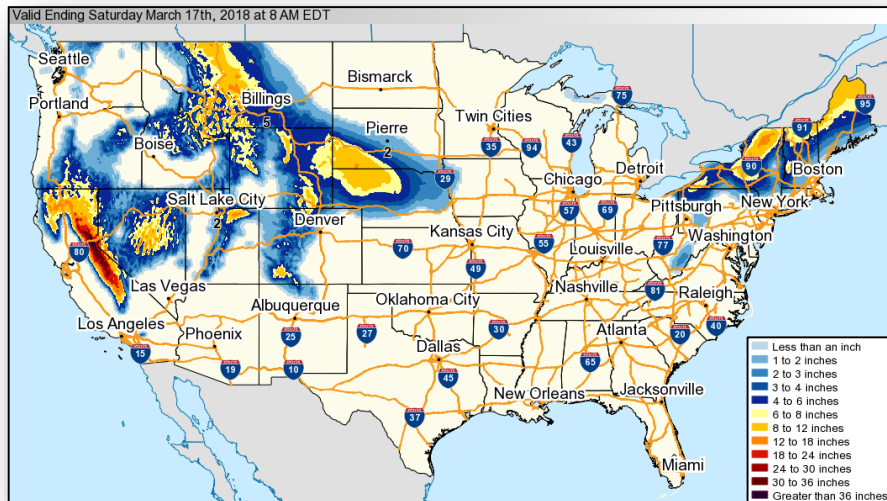 Valid Ending Saturday March 17th, 2018 at 8 AM EDT
Seattle
Portland
Billings
5
Bismarck
Twin Cities
75
95
Pierre
2
Boise
35
94
43
91
90
Detroit
Boston
29
Chicago
Salt Lake City
2
Pittsburgh
New York
57
69
Denver
Kansas City
Washington
80
70
55
Louisville
77
49
Las Vegas
Nashville
81
Raleigh
Albuquerque
Oklahoma City
Los Angeles
Phoenix
25
27
30
Atlanta
20
40
15
Dallas
65
19
10
45
New Orleans
Jacksonville
37
Miami
Less than an inch
1 to 2 inches
2 to 3 inches
3 to 4 inches
4 to 6 inches
6 to 8 inches
8 to 12 inches
12 to 18 inches
18 to 24 inches
24 to 30 inches
30 to 36 inches
Greater than 36 inches